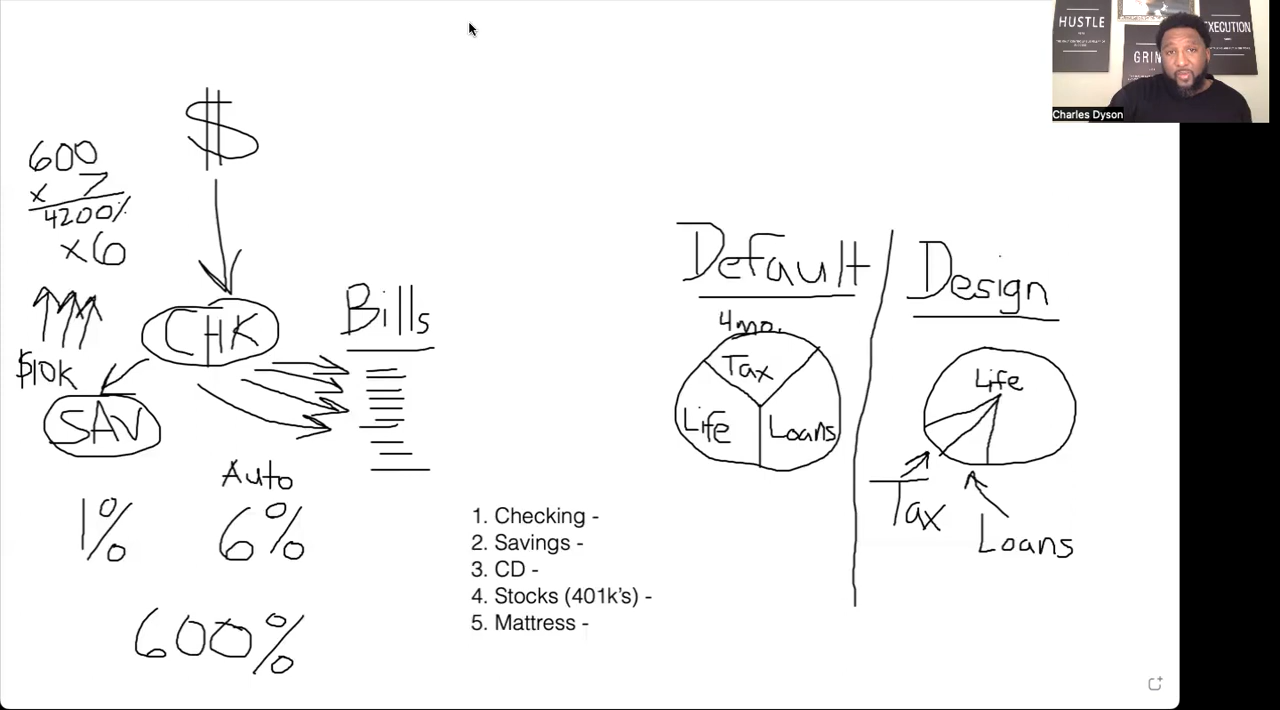 HUSTLE
EXECUTION
GRIN
Charles Dyson
$
600
x 7
4200%
x6
$10k
CHK
SAV
Bills
Auto
1%
6%
600%
1. Checking -
2. Savings -
3. CD -
4. Stocks (401k's) -
5. Mattress -
Default
4mo.
Tax
Life
Loans
Design
Life
Tax
Loans